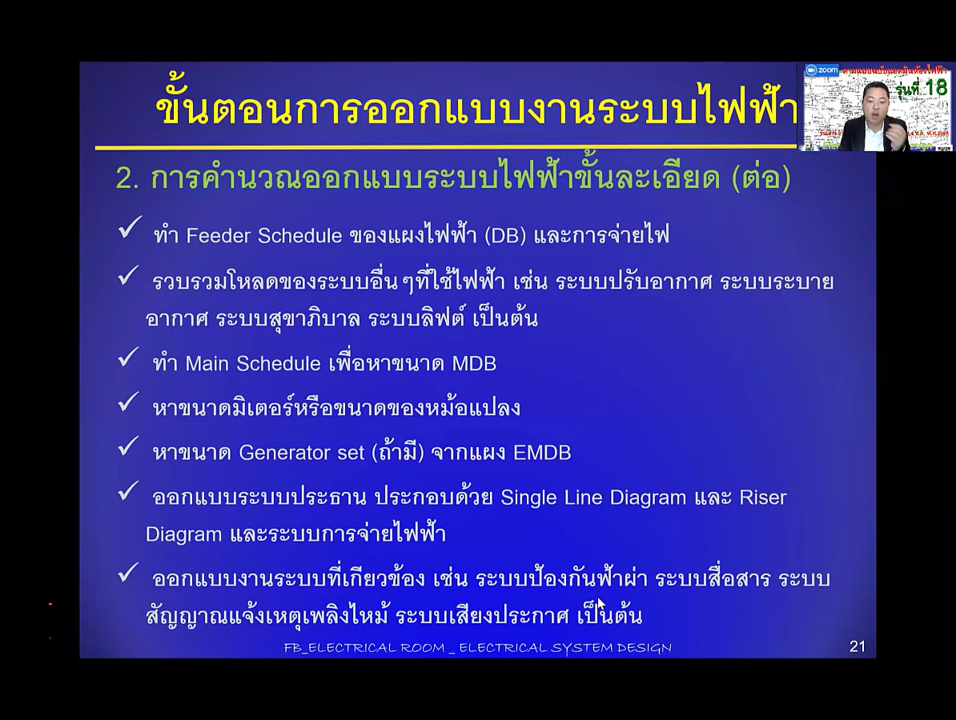 ขั้นตอนการออกแบบงานระบบไฟฟ้า
zoom
รุ่นที่ 18
2. การคำนวณออกแบบระบบไฟฟ้าขั้นละเอียด (ต่อ)
✓ ทำ Feeder Schedule ของแผงไฟฟ้า (DB) และการจ่ายไฟ
✓ รวบรวมโหลดของระบบอื่นๆที่ใช้ไฟฟ้า เช่น ระบบปรับอากาศ ระบบระบาย
อากาศ ระบบสุขาภิบาล ระบบลิฟต์ เป็นต้น
✓ ทำ Main Schedule เพื่อหาขนาด MDB
✓ หาขนาดมิเตอร์หรือขนาดของหม้อแปลง
✓ หาขนาด Generator set (ถ้ามี) จากแผง EMDB
✓ ออกแบบระบบประธาน ประกอบด้วย Single Line Diagram และ Riser
Diagram และระบบการจ่ายไฟฟ้า
✓ ออกแบบงานระบบที่เกียวข้อง เช่น ระบบป้องกันฟ้าผ่า ระบบสื่อสาร ระบบ
สัญญาณแจ้งเหตุเพลิงไหม้ ระบบเสียงประกาศ เป็นต้น
FB_ELECTRICAL ROOM _ ELECTRICAL SYSTEM DESIGN
21